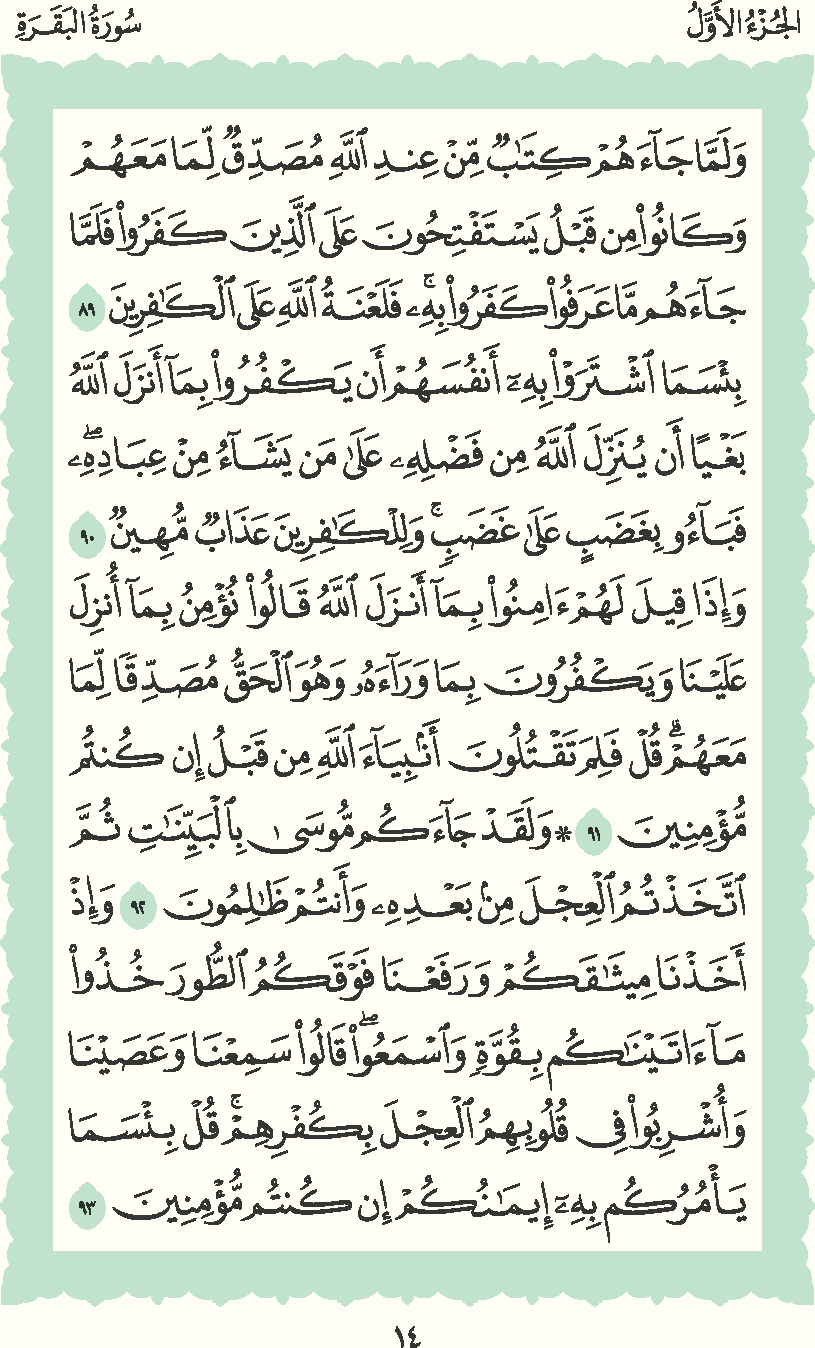 الجُزْءُ الأَوَّلُ
سُورَةُ البَقَرَةِ
وَلَمَّا جَآءَهُمْ كِتَٰبٌۭ مِّنْ عِندِ ٱللَّهِ مُصَدِّقٌۭ لِّمَا مَعَهُمْ
وَكَانُوا۟ مِن قَبْلُ يَسْتَفْتِحُونَ عَلَى ٱلَّذِينَ كَفَرُوا۟ فَلَمَّا
جَآءَهُم مَّا عَرَفُوا۟ كَفَرُوا۟ بِهِۦ ۚ فَلَعْنَةُ ٱللَّهِ عَلَى ٱلْكَٰفِرِينَ ٨٩
بِئْسَمَا ٱشْتَرَوْا۟ بِهِۦٓ أَنفُسَهُمْ أَن يَكْفُرُوا۟ بِمَآ أَنزَلَ ٱللَّهُ
بَغْيًا أَن يُنَزِّلَ ٱللَّهُ مِن فَضْلِهِۦ عَلَىٰ مَن يَشَآءُ مِنْ عِبَادِهِۦ ۖ
فَبَآءُو بِغَضَبٍ عَلَىٰ غَضَبٍۢ ۚ وَلِلْكَٰفِرِينَ عَذَابٌۭ مُّهِينٌۭ ٩٠
وَإِذَا قِيلَ لَهُمْ ءَامِنُوا۟ بِمَآ أَنزَلَ ٱللَّهُ قَالُوا۟ نُؤْمِنُ بِمَآ أُنزِلَ
عَلَيْنَا وَيَكْفُرُونَ بِمَا وَرَآءَهُۥ وَهُوَ ٱلْحَقُّ مُصَدِّقًۭا لِّمَا
مَعَهُمْ ۗ قُلْ فَلِمَ تَقْتُلُونَ أَنۢبِيَآءَ ٱللَّهِ مِن قَبْلُ إِن كُنتُم
مُّؤْمِنِينَ ٩١ ۞ وَلَقَدْ جَآءَكُم مُّوسَىٰ بِٱلْبَيِّنَٰتِ ثُمَّ
ٱتَّخَذْتُمُ ٱلْعِجْلَ مِنۢ بَعْدِهِۦ وَأَنتُمْ ظَٰلِمُونَ ٩٢ وَإِذْ
أَخَذْنَا مِيثَٰقَكُمْ وَرَفَعْنَا فَوْقَكُمُ ٱلطُّورَ خُذُوا۟
مَآ ءَاتَيْنَٰكُم بِقُوَّةٍۢ وَٱسْمَعُوا۟ ۖ قَالُوا۟ سَمِعْنَا وَعَصَيْنَا
وَأُشْرِبُوا۟ فِى قُلُوبِهِمُ ٱلْعِجْلَ بِكُفْرِهِمْ ۚ قُلْ بِئْسَمَا
يَأْمُرُكُم بِهِۦٓ إِيمَٰنُكُمْ إِن كُنتُم مُّؤْمِنِينَ ٩٣
١٤